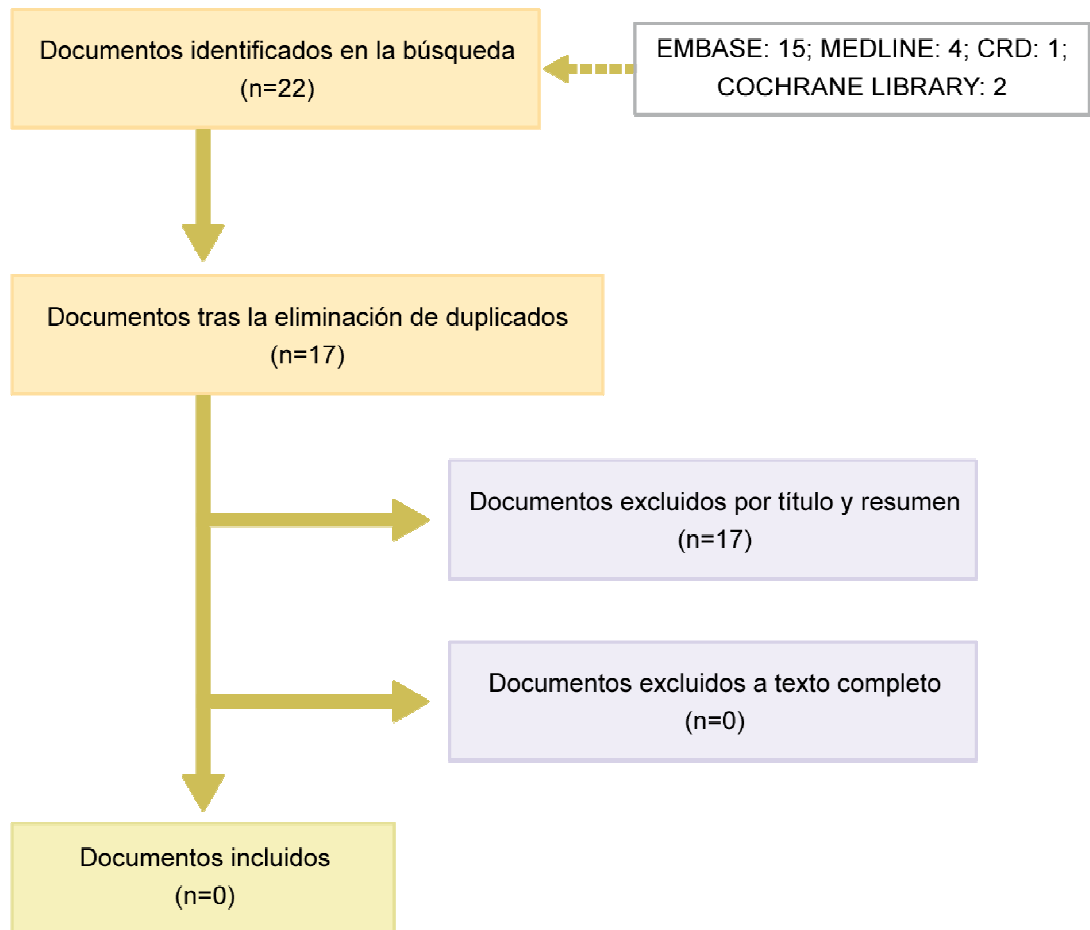 Documentos identificados en la búsqueda
(n=22)
EMBASE: 15; MEDLINE: 4; CRD: 1;
COCHRANE LIBRARY: 2
Documentos tras la eliminación de duplicados
(n=17)
Documentos excluidos por título y resumen
(n=17)
Documentos excluidos a texto completo
(n=0)
Documentos incluidos
(n=0)